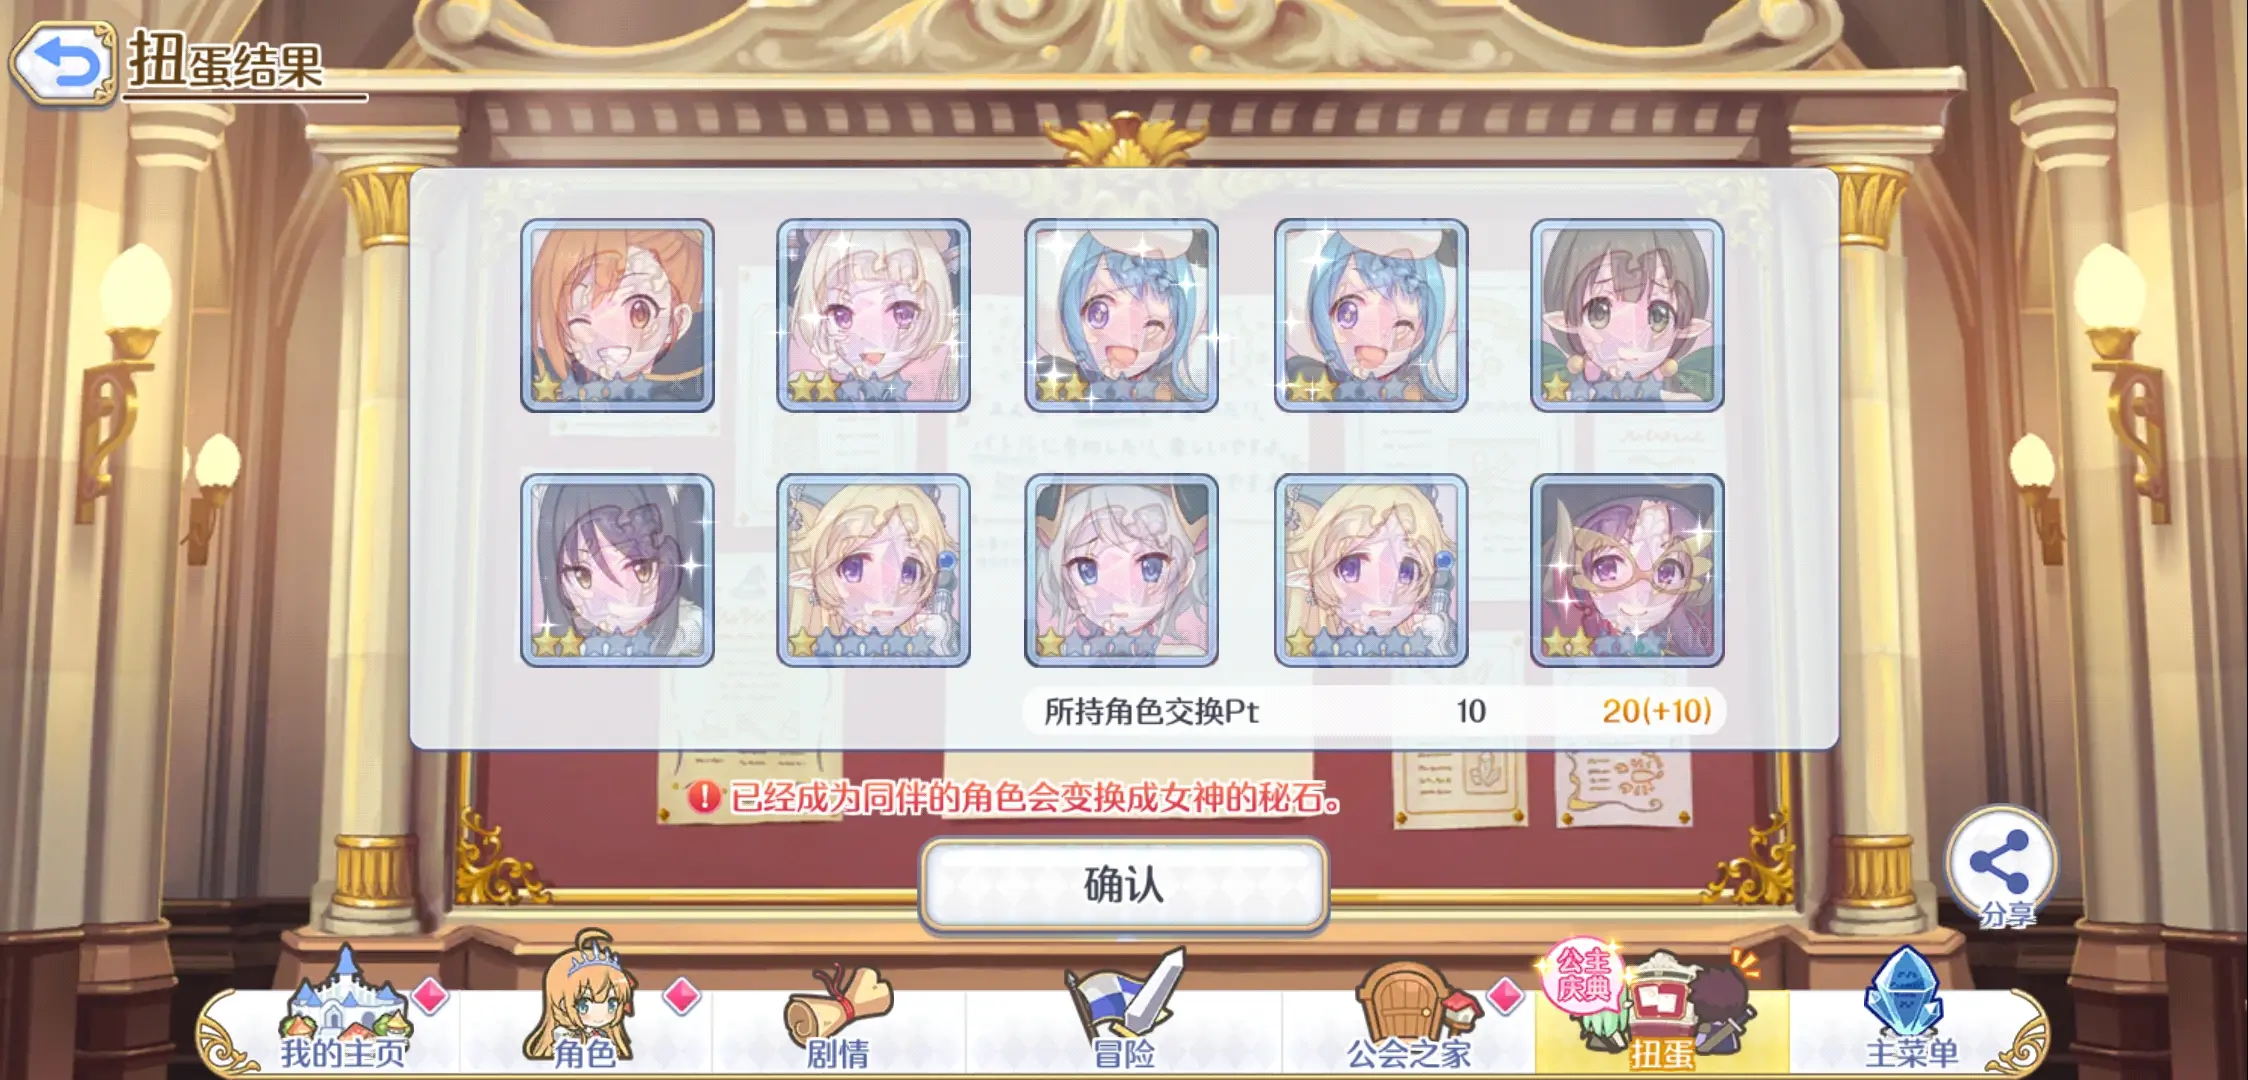 扭蛋结果
所持角色交换Pt 10 20(+10)
已经成为同伴的角色会变换成女神的秘石。
确认
分享
公主
庆典
我的主页 角色 剧情 冒险 公会之家 扭蛋 主菜单